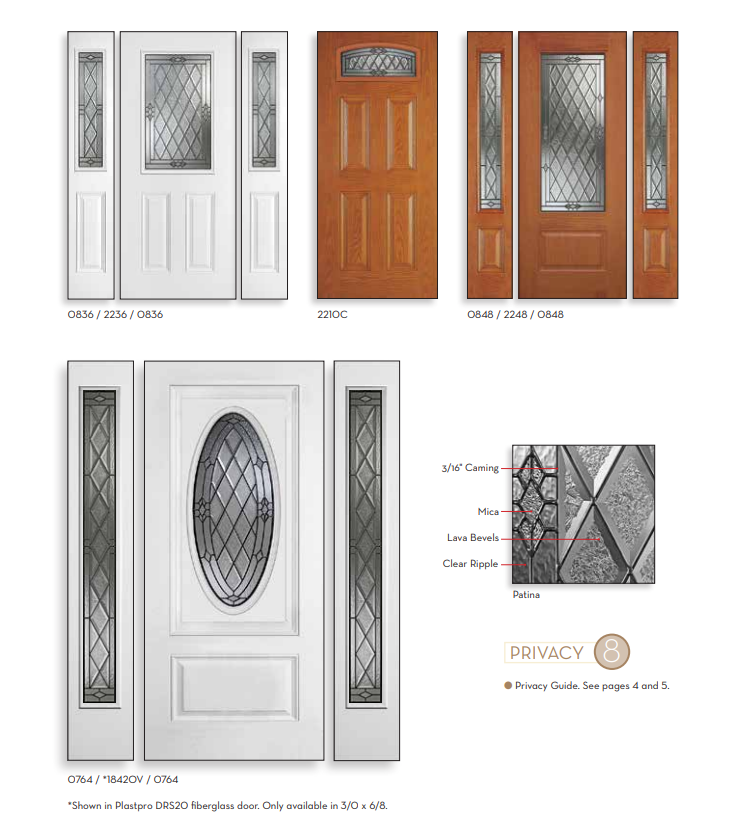 0836 / 2236 / 0836
2210C
0848 / 2248 / 0848
3/16" Caming
Mica
Lava Bevels
Clear Ripple
Patina
PRIVACY 8
Privacy Guide. See pages 4 and 5.
0764 / *1842OV / 0764
*Shown in Plastpro DRS20 fiberglass door. Only available in 3/0 x 6/8.